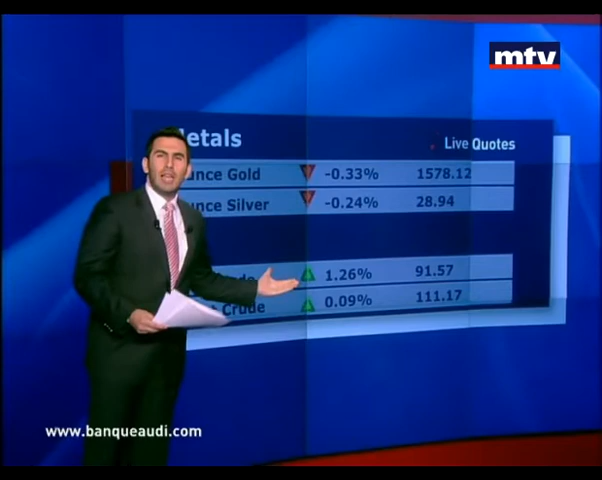 mtv
etals
Live Quotes
unce Gold -0.33% 1578.12
unce Silver -0.24% 28.94
1.26% 91.57
Crude 0.09% 111.17
www.banqueaudi.com